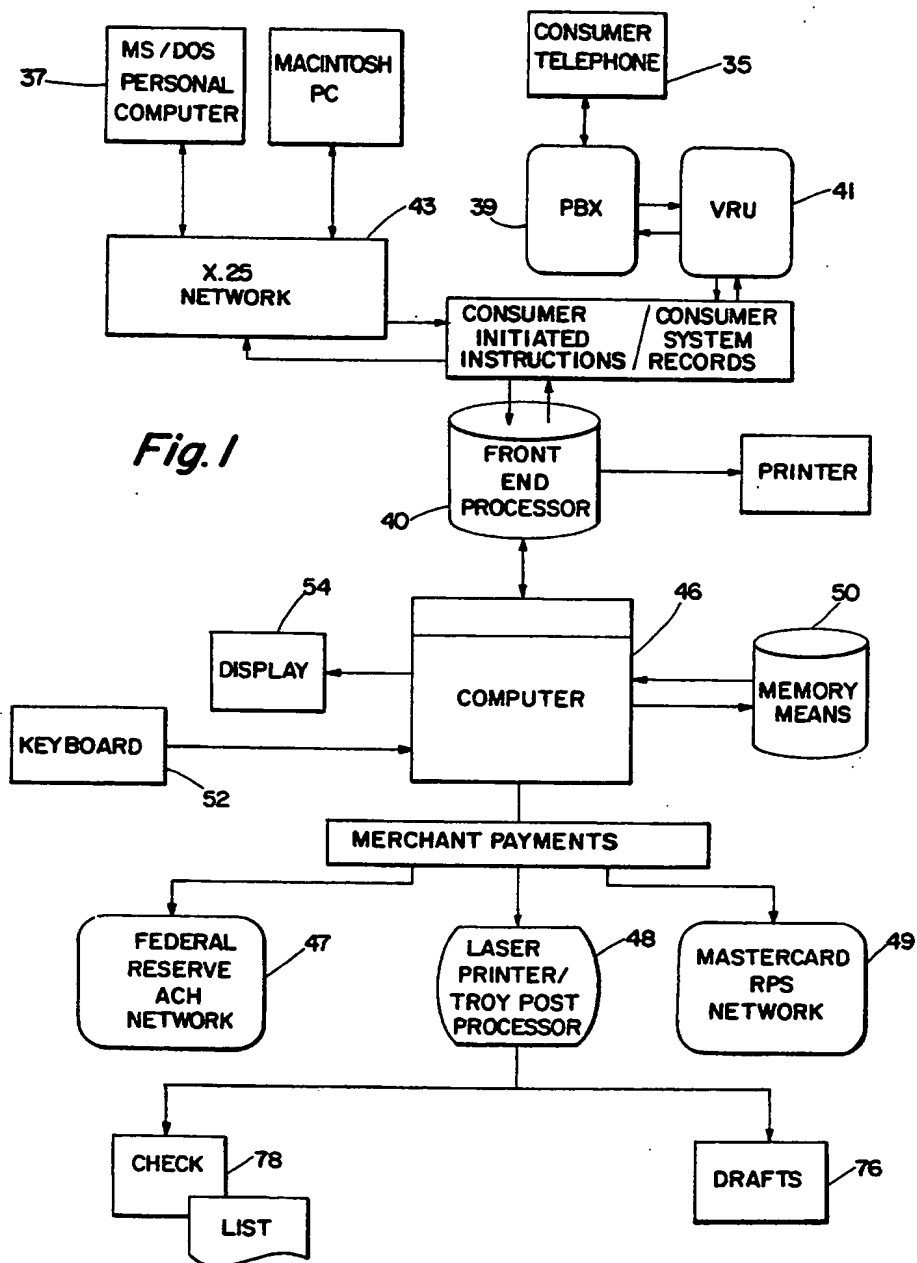 MS/DOS
PERSONAL
COMPUTER
37
MACINTOSH
PC
CONSUMER
TELEPHONE
35
PBX
39
VRU
41
43
X.25
NETWORK
CONSUMER
INITIATED
INSTRUCTIONS
/
CONSUMER
SYSTEM
RECORDS
Fig. 1
FRONT
END
PROCESSOR
40
PRINTER
54
DISPLAY
46
COMPUTER
50
MEMORY
MEANS
KEYBOARD
52
MERCHANT PAYMENTS
FEDERAL
RESERVE
ACH
NETWORK
47
LASER
PRINTER/
TROY POST
PROCESSOR
48
MASTERCARD
RPS
NETWORK
49
CHECK
78
LIST
DRAFTS
76